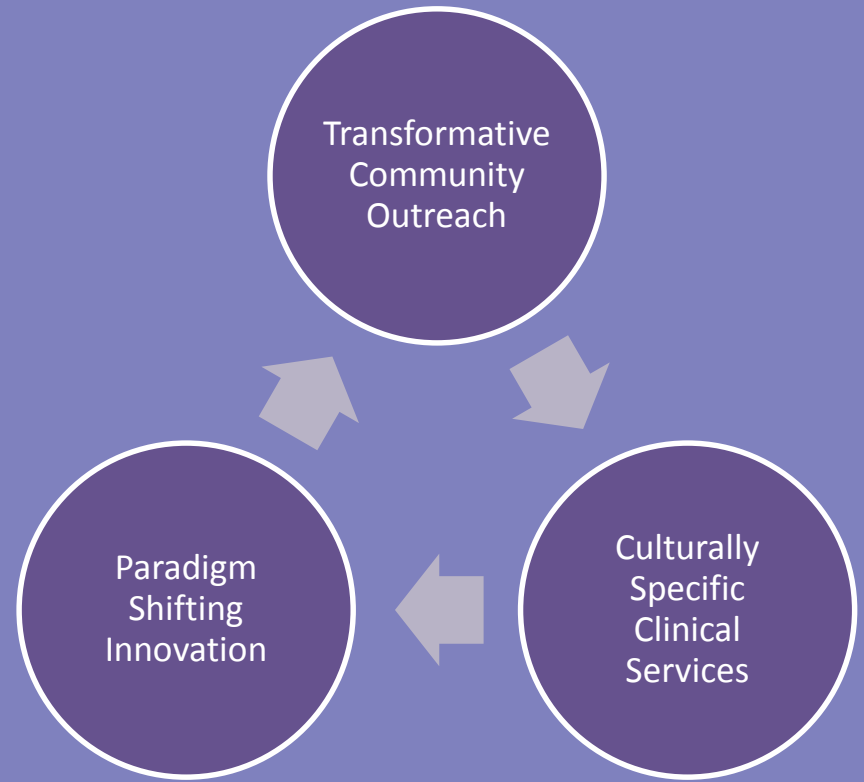 Transformative
Community
Outreach
Culturally
Specific
Clinical
Services
Paradigm
Shifting
Innovation